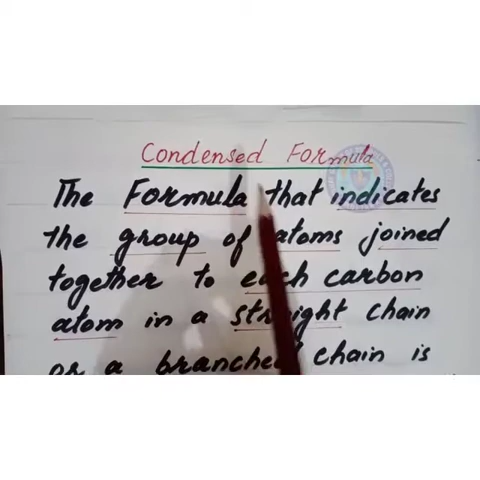 Condensed Formula
The Formula that indicates
the group of atoms joined
together to each carbon
atom in a straight chain
or a branched chain is